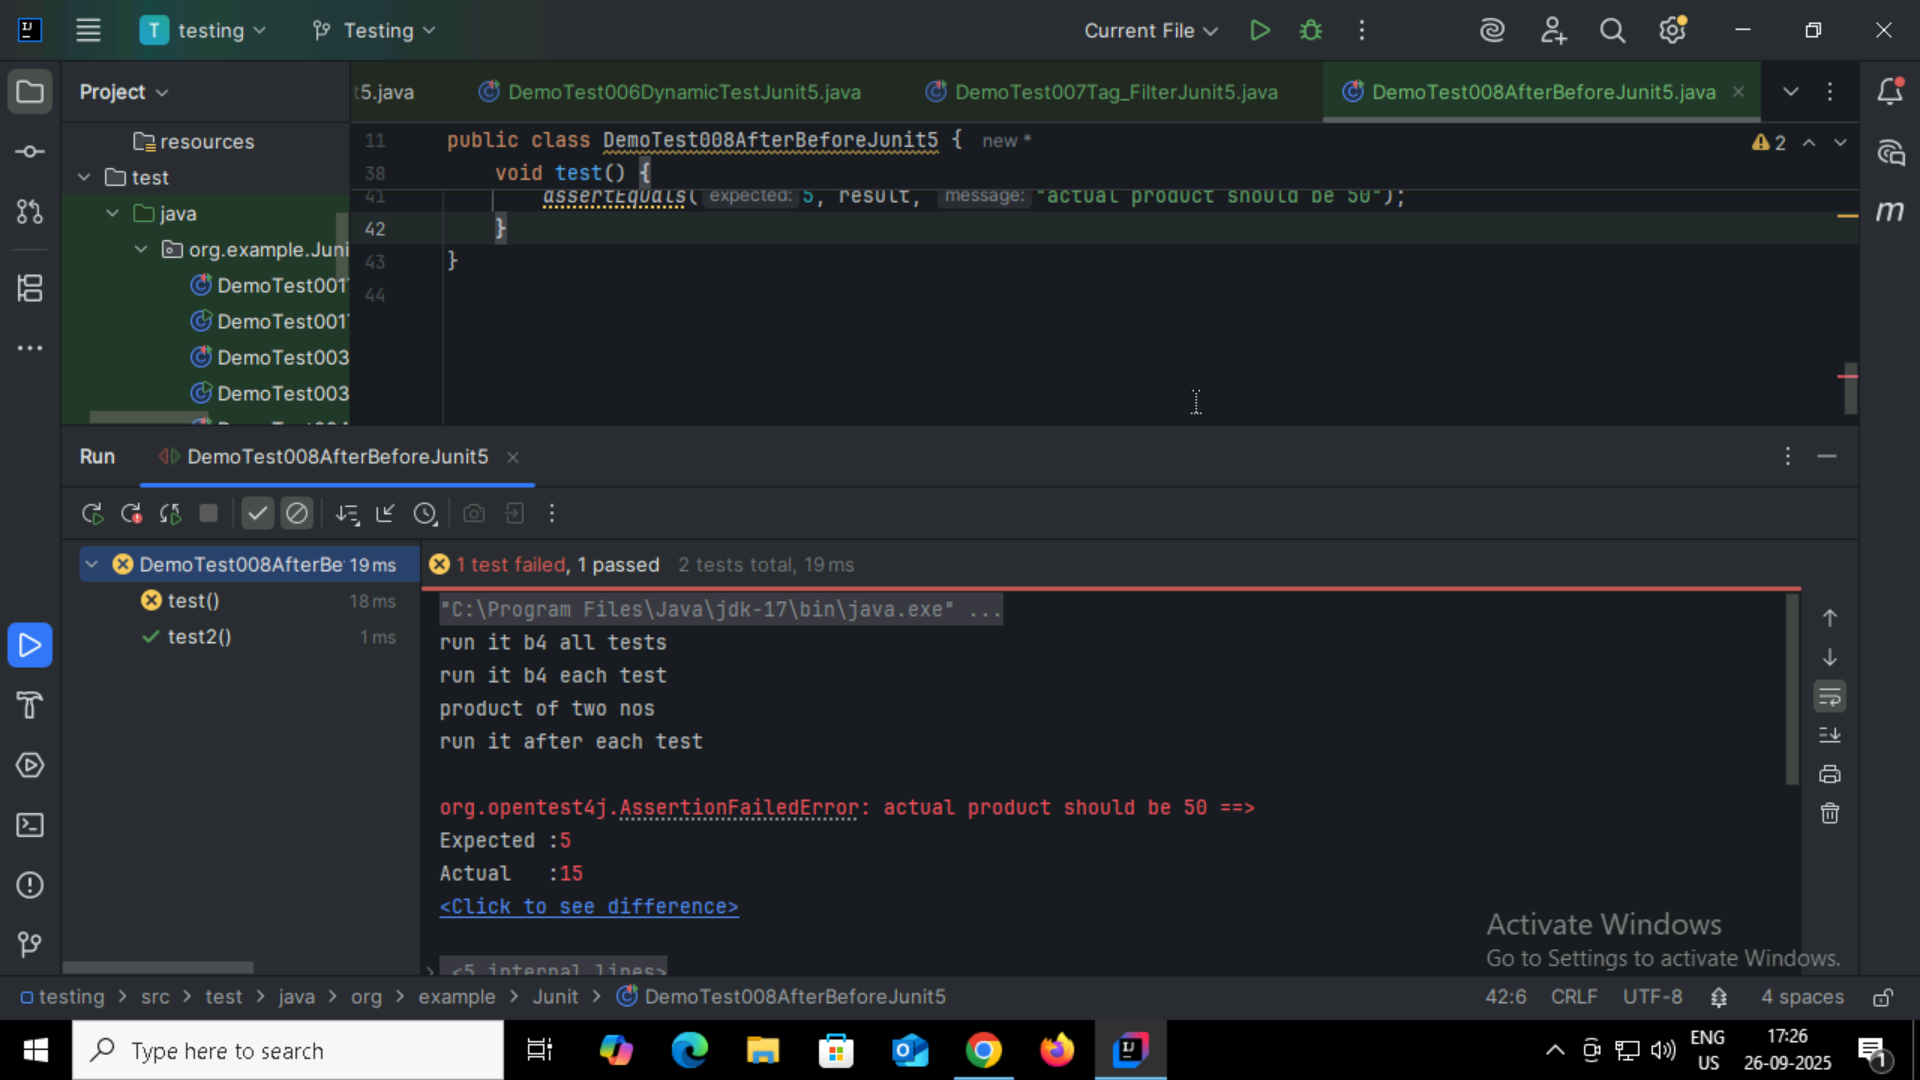 T testing Testing Current File
Project
t5.java DemoTest006DynamicTestJunit5.java DemoTest007Tag_FilterJunit5.java DemoTest008AfterBeforeJunit5.java
resources
test
java
org.example.Juni
DemoTest001
DemoTest001
DemoTest003
DemoTest003
11 public class DemoTest008AfterBeforeJunit5 { new * 2
38 void test() {
41 assertEquals( expected: 5, result, message: "actual product should be 50");
42 }
43 }
44
Run DemoTest008AfterBeforeJunit5
DemoTest008AfterBe 19 ms
test() 18 ms
test2() 1 ms
1 test failed, 1 passed 2 tests total, 19 ms
"C:\Program Files\Java\jdk-17\bin\java.exe" ...
run it b4 all tests
run it b4 each test
product of two nos
run it after each test
org.opentest4j.AssertionFailedError: actual product should be 50 ==>
Expected :5
Actual   :15
<Click to see difference>
<5 internal lines>
Activate Windows
Go to Settings to activate Windows.
testing > src > test > java > org > example > Junit > DemoTest008AfterBeforeJunit5
42:6 CRLF UTF-8 4 spaces
Type here to search
ENG
US
17:26
26-09-2025
1